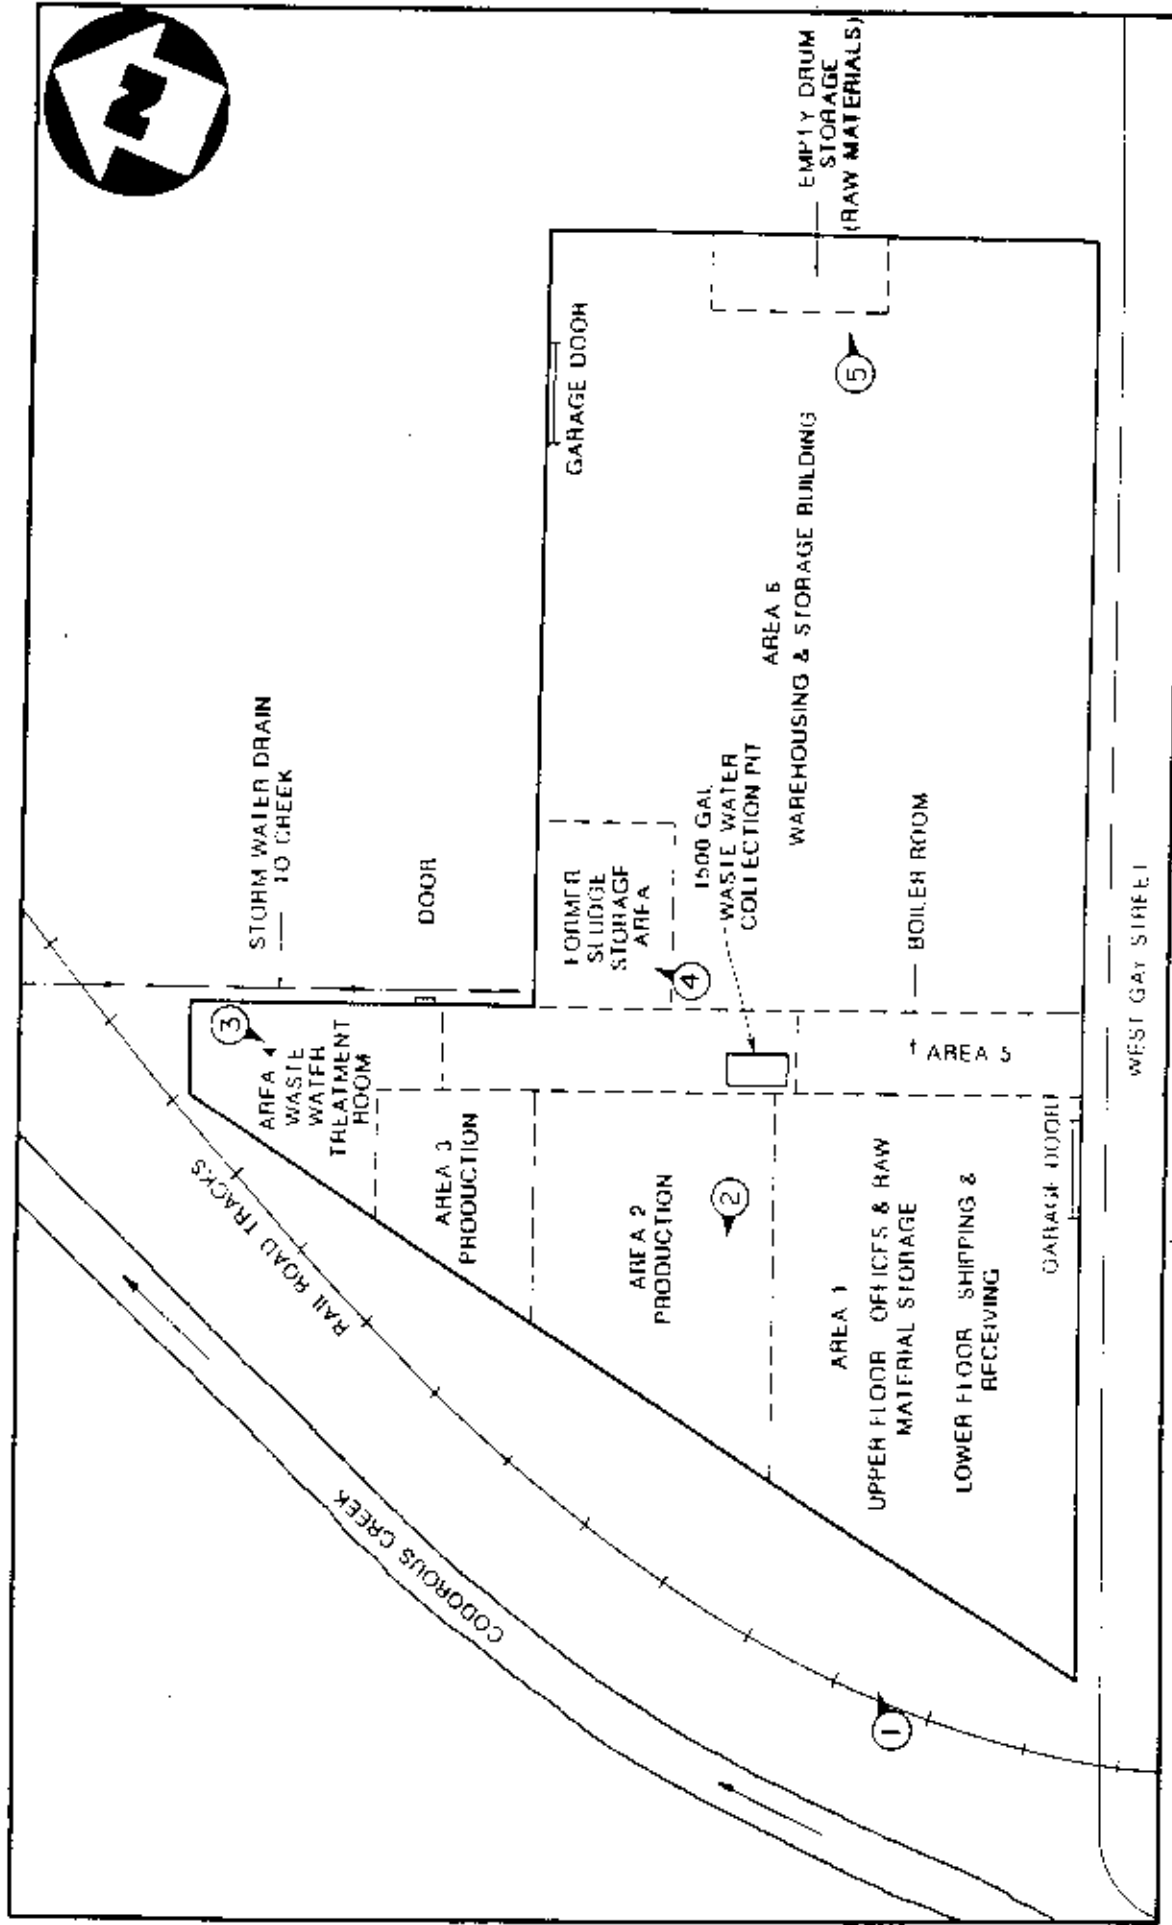 N
STORM WATER DRAIN
TO CREEK
DOOR
GARAGE DOOR
EMPTY DRUM
STORAGE
(RAW MATERIALS)
RAIL ROAD TRACKS
CODOROUS CREEK
3
AREA 4
WASTE
WATER
TREATMENT
ROOM
FORMER
SLUDGE
STORAGE
AREA
4
1500 GAL
WASTE WATER
COLLECTION PIT
AREA 6
WAREHOUSING & STORAGE BUILDING
5
AREA 3
PRODUCTION
AREA 2
PRODUCTION
2
BOILER ROOM
AREA 5
AREA 1
UPPER FLOOR OFFICES & RAW
MATERIAL STORAGE
LOWER FLOOR SHIPPING &
RECEIVING
GARAGE DOOR
1
WEST GAY STREET